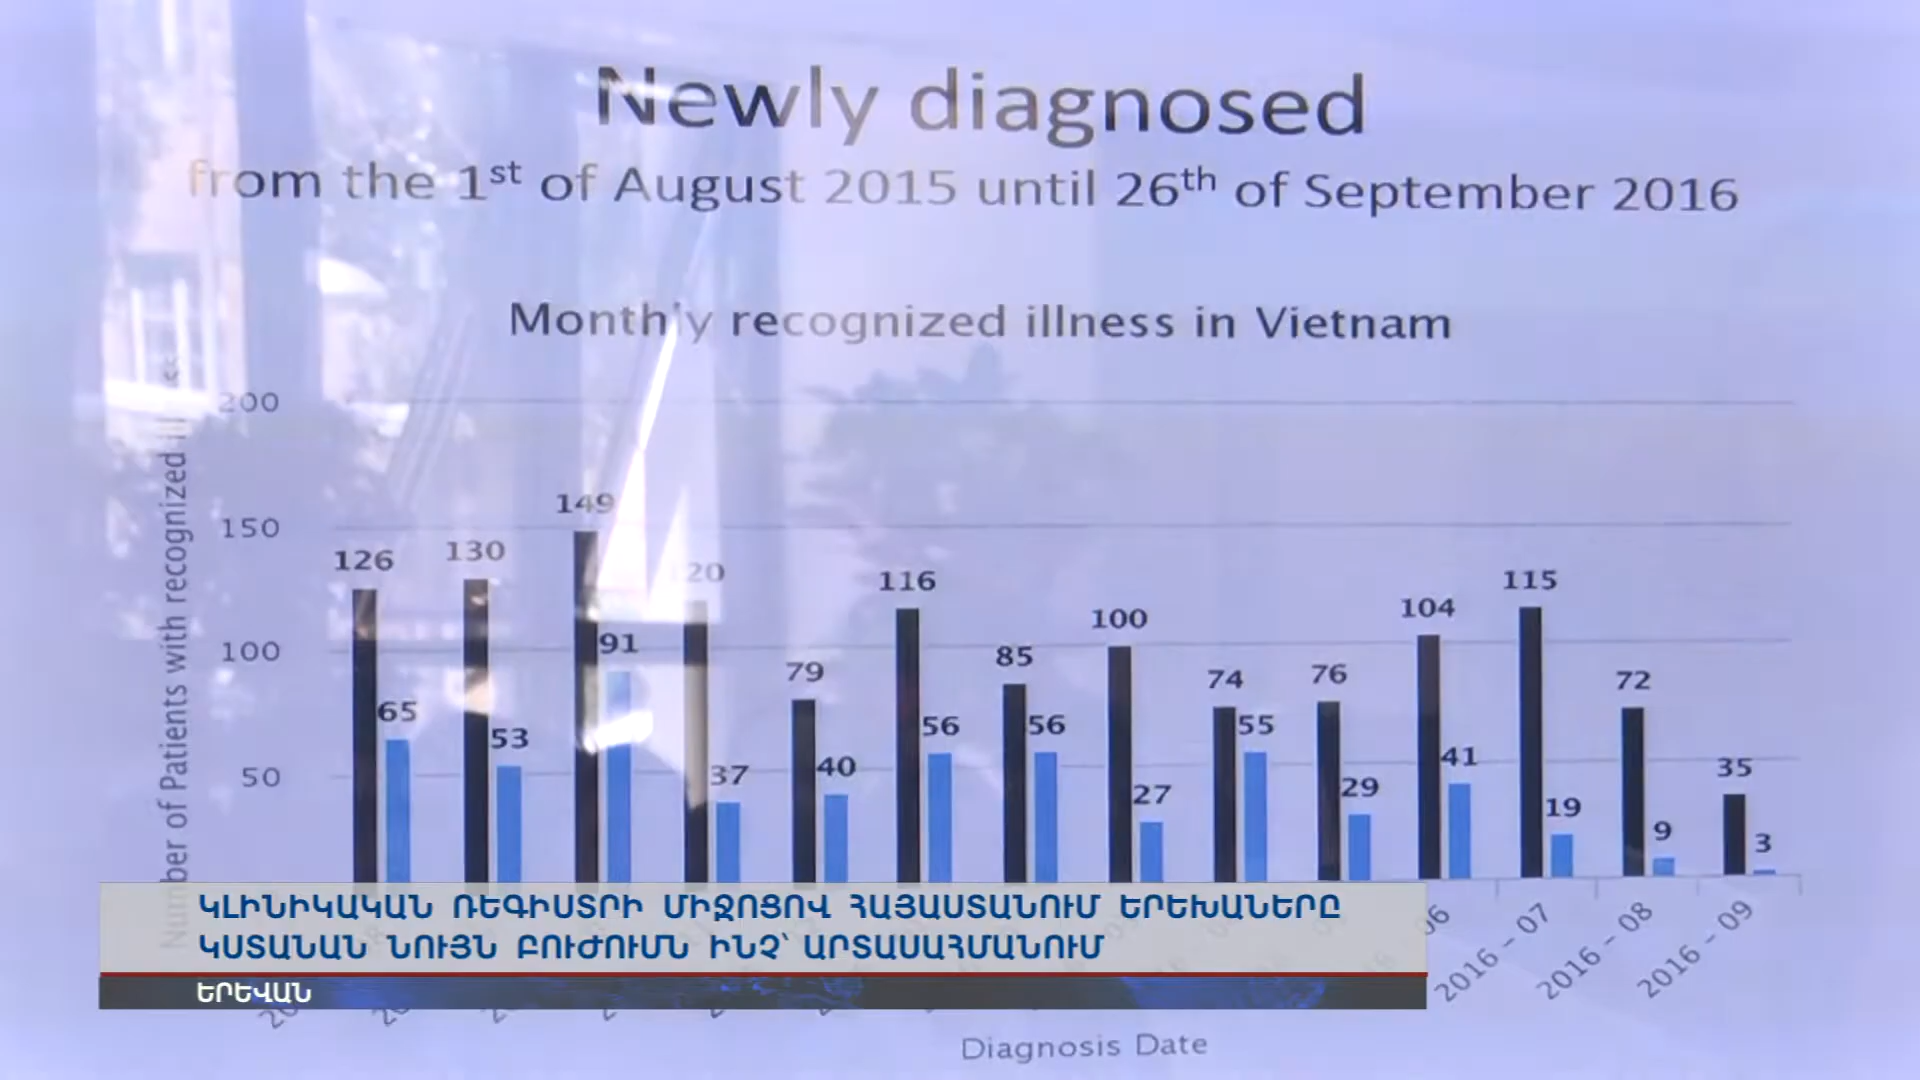 Newly diagnosed
from the 1st of August 2015 until 26th of September 2016
Monthly recognized illness in Vietnam
Number of Patients with recognized
200
150
100
50
126
65
130
53
149
91
37
79
40
116
56
85
56
100
27
74
55
76
29
104
41
115
19
72
9
35
3
2016 – 07
2016 – 08
2016 – 09
Diagnosis Date
ԿԼԻՆԻԿԱԿԱՆ ՌԵԳԻՍՏՐԻ ՄԻՋՈՑՈՎ ՀԱՅԱՍՏԱՆՈՒՄ ԵՐԵԽԱՆԵՐԸ
ԿՍՏԱՆԱՆ ՆՈՒՅՆ ԲՈՒԺՈՒՄՆ ԻՆՉ՝ ԱՐՏԱՍԱՀՄԱՆՈՒՄ
ԵՐԵՎԱՆ